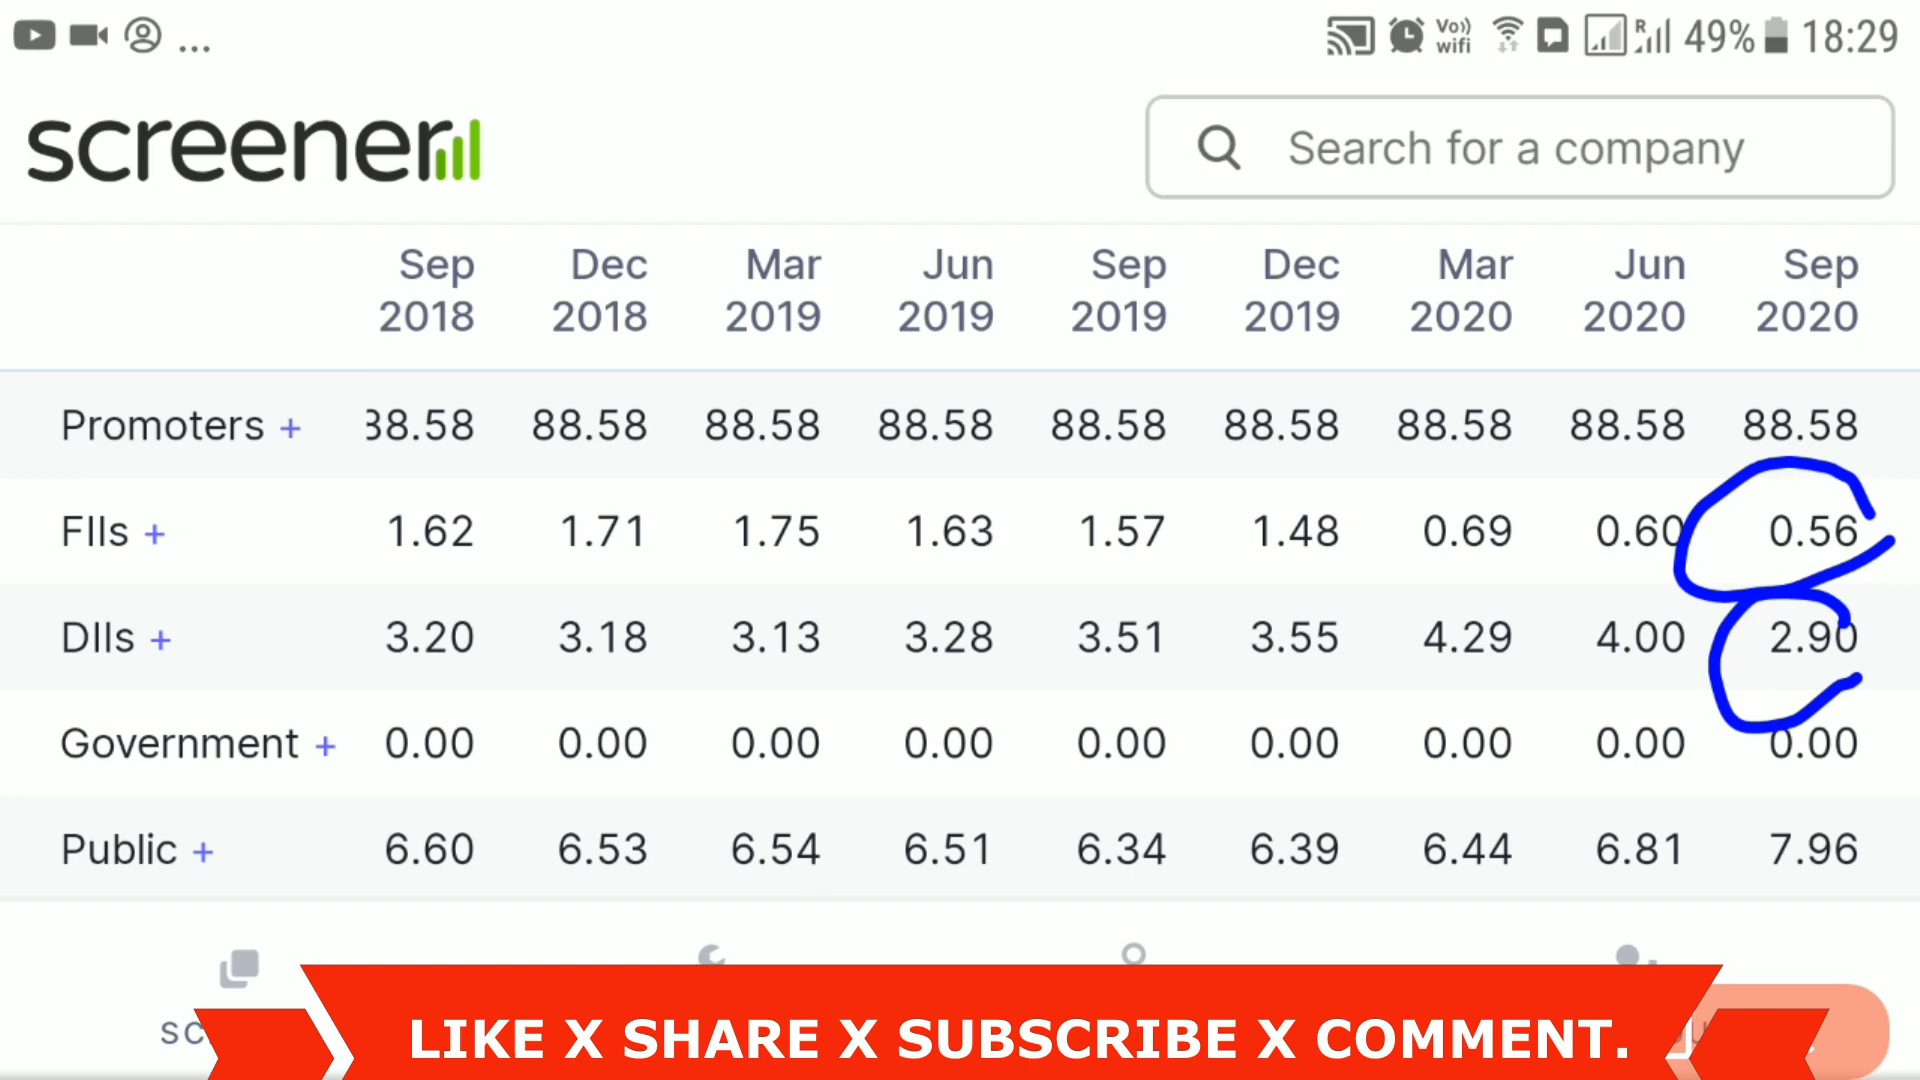 ... Vo)) wifi R 49% 18:29
screener Search for a company
Sep 2018 Dec 2018 Mar 2019 Jun 2019 Sep 2019 Dec 2019 Mar 2020 Jun 2020 Sep 2020
Promoters + 88.58 88.58 88.58 88.58 88.58 88.58 88.58 88.58 88.58
FIIs + 1.62 1.71 1.75 1.63 1.57 1.48 0.69 0.60 0.56
DIIs + 3.20 3.18 3.13 3.28 3.51 3.55 4.29 4.00 2.90
Government + 0.00 0.00 0.00 0.00 0.00 0.00 0.00 0.00 0.00
Public + 6.60 6.53 6.54 6.51 6.34 6.39 6.44 6.81 7.96
LIKE X SHARE X SUBSCRIBE X COMMENT.